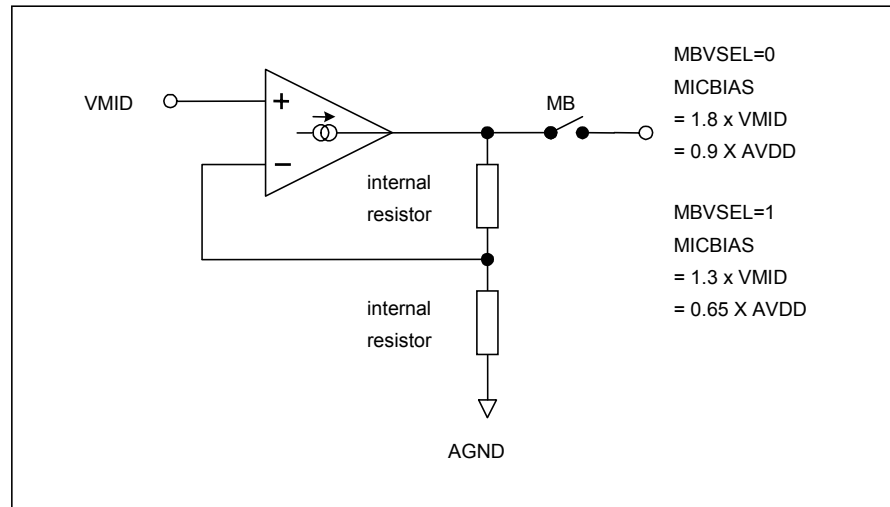 MBVSEL=0
MICBIAS
= 1.8 x VMID
= 0.9 X AVDD
VMID
+
−
MB
internal
resistor
MBVSEL=1
MICBIAS
= 1.3 x VMID
= 0.65 X AVDD
internal
resistor
AGND